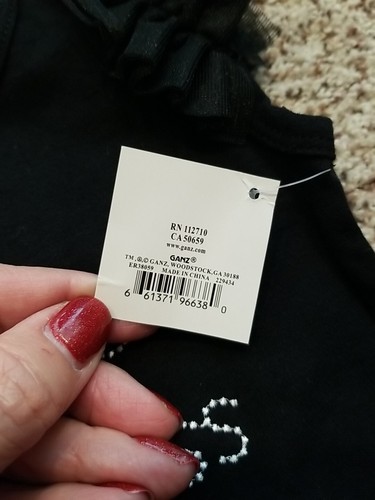 RN 112710
CA 50659
www.ganz.com
GANZ®
TM,®,© GANZ, WOODSTOCK,GA 30188
ER38059 MADE IN CHINA 229434
6 61371 96638 0
S